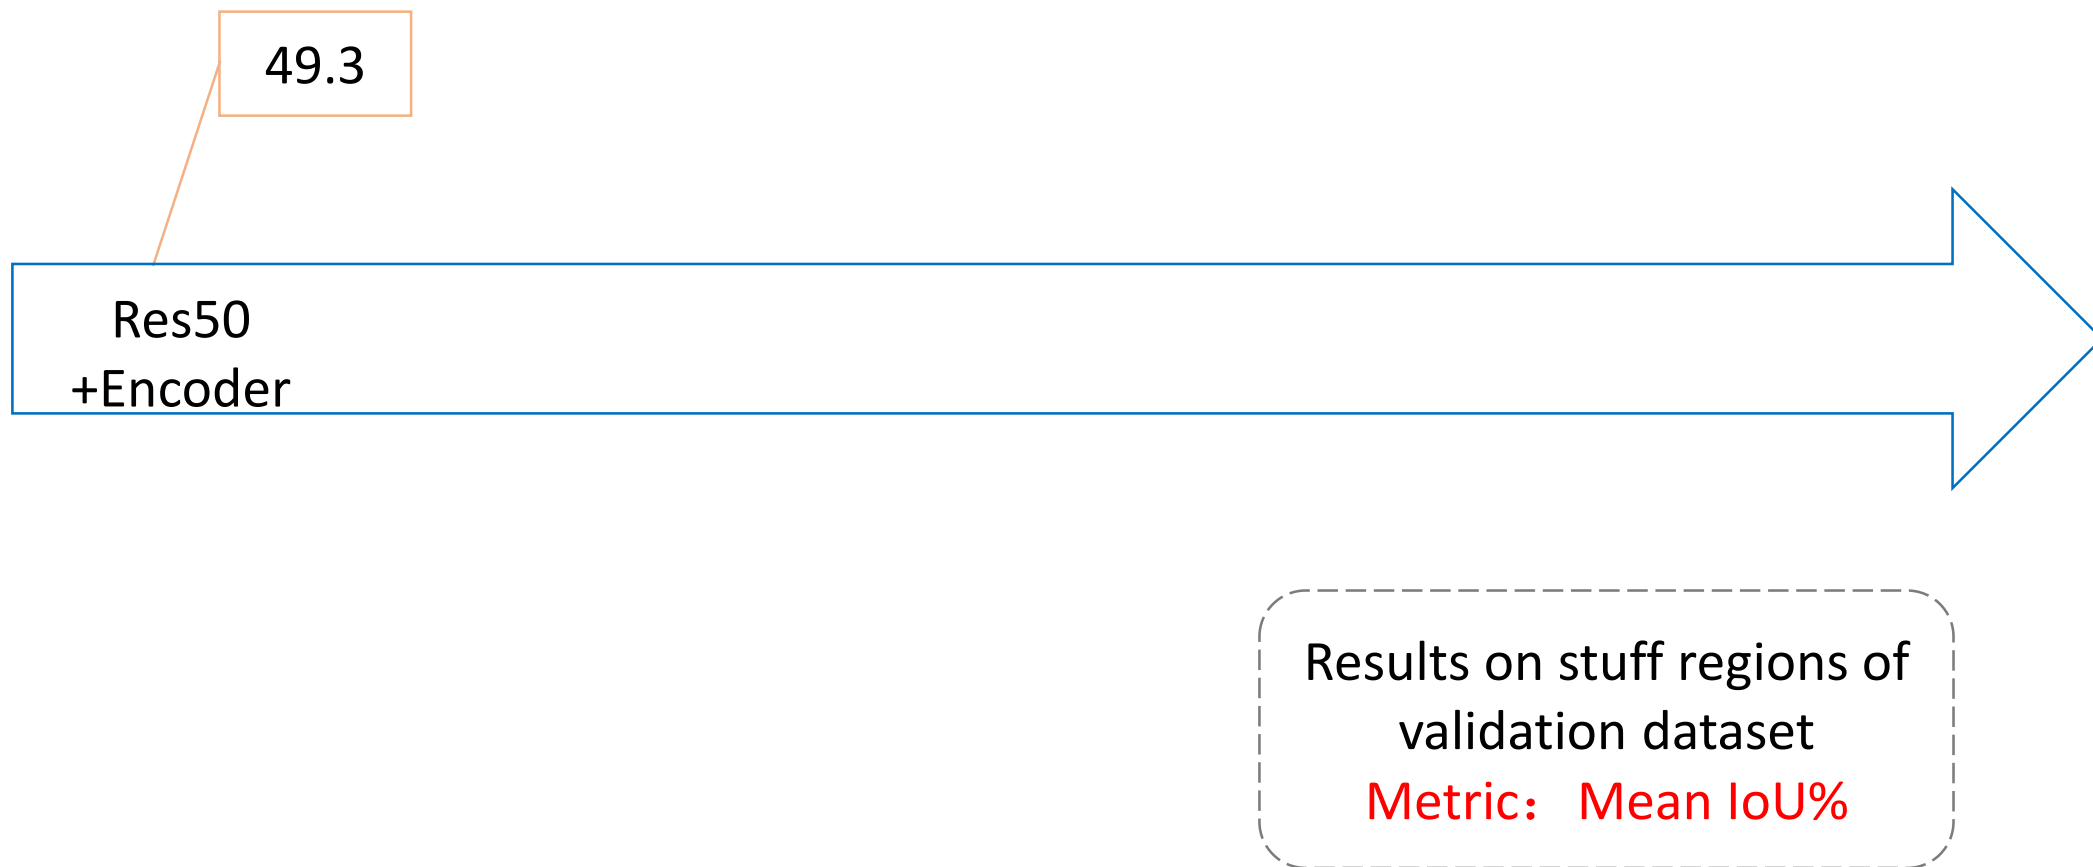 49.3
Res50
+Encoder
Results on stuff regions of
validation dataset
Metric： Mean IoU%